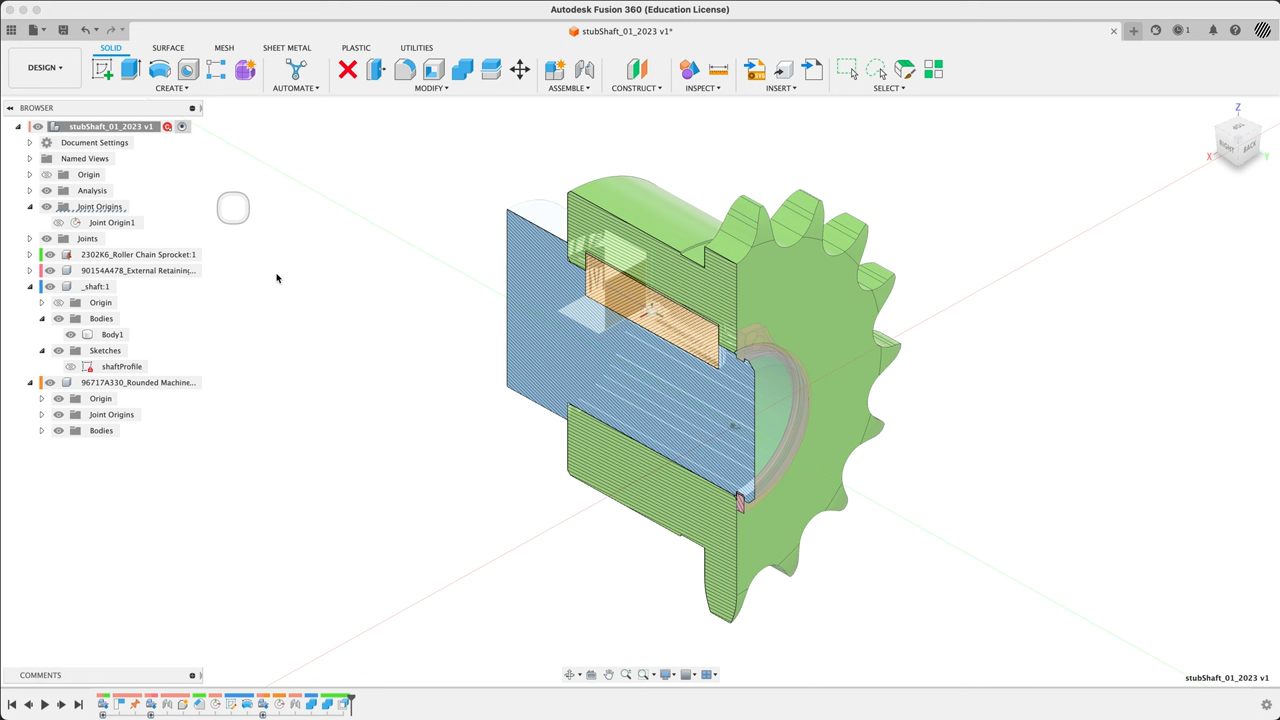 Autodesk Fusion 360 (Education License)
stubShaft_01_2023 v1*
1
DESIGN
SOLID
SURFACE
MESH
SHEET METAL
PLASTIC
UTILITIES
CREATE
AUTOMATE
MODIFY
ASSEMBLE
CONSTRUCT
INSPECT
INSERT
SELECT
BROWSER
stubShaft_01_2023 v1
Document Settings
Named Views
Origin
Analysis
Joint Origins
Joint Origin1
Joints
2302K6_Roller Chain Sprocket:1
90154A478_External Retaining...
_shaft:1
Origin
Bodies
Body1
Sketches
shaftProfile
96717A330_Rounded Machine...
Origin
Joint Origins
Bodies
Z
RIGHT
BACK
X
Y
COMMENTS
stubShaft_01_2023 v1